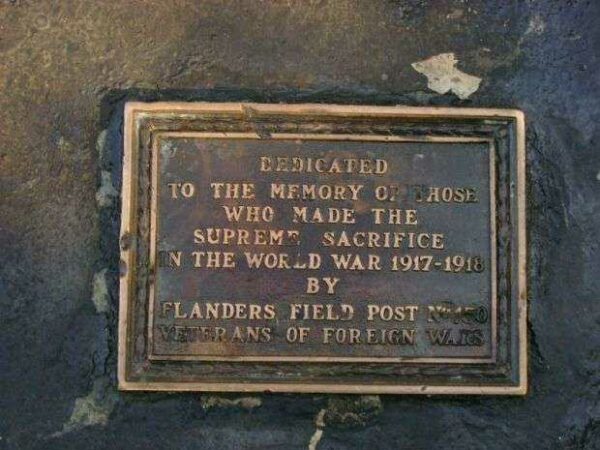 DEDICATED
TO THE MEMORY OF THOSE
WHO MADE THE
SUPREME SACRIFICE
IN THE WORLD WAR 1917-1918
BY
FLANDERS FIELD POST
VETERANS OF FOREIGN WARS